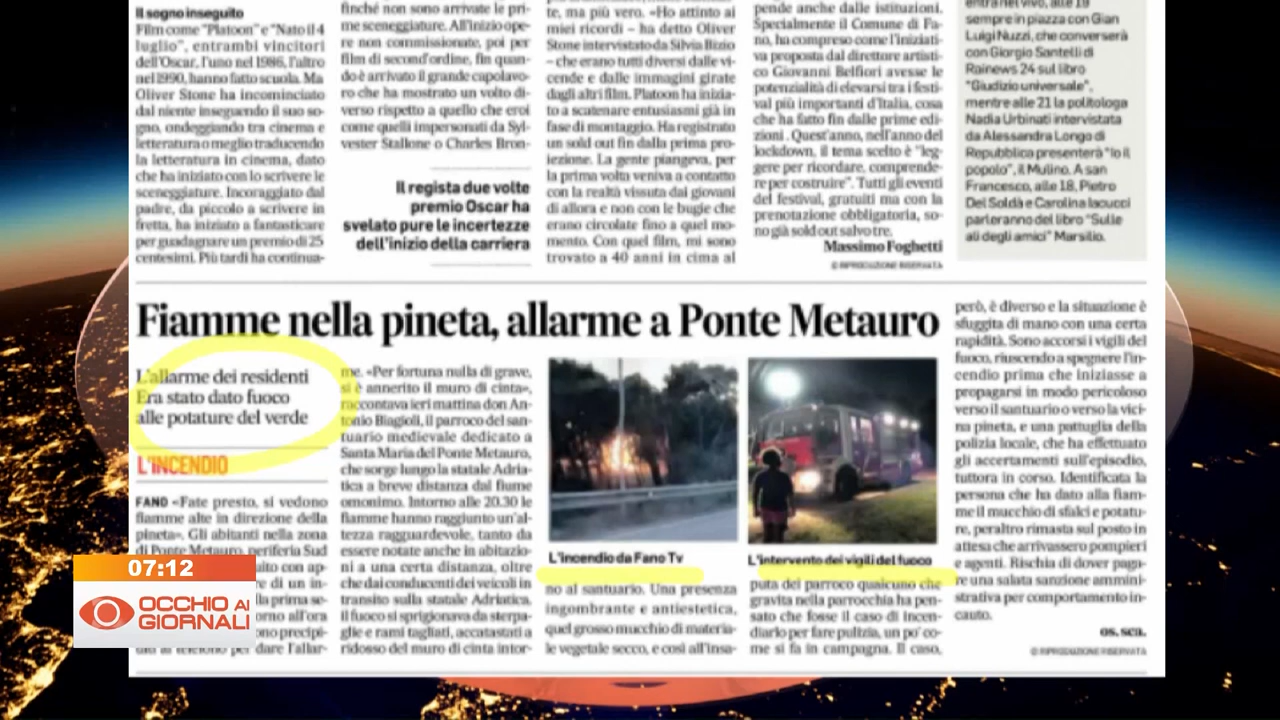 Il sogno inseguito
Film come "Platoon" e "Nato il 4
luglio", entrambi vincitori
dell'Oscar, l'uno nel 1986, l'altro
nel 1990, hanno fatto scuola. Ma
Oliver Stone ha incominciato
dal niente inseguendo il suo so-
gno, ondeggiando tra cinema e
letteratura o meglio traducendo
la letteratura in cinema, dato
che ha iniziato con lo scrivere le
sceneggiature. Incoraggiato dal
padre, da piccolo a scrivere in
fretta, ha iniziato a fantasticare
per guadagnare un premio di 25
centesimi. Più tardi ha continua-
finché non sono arrivate le pri-
me sceneggiature. All'inizio ope-
re non commissionate, poi per
film di second'ordine, fin quan-
do è arrivato il grande capolavo-
ro che ha mostrato un volto di-
verso rispetto a quello che eroi
come quelli impersonati da Syl-
vester Stallone o Charles Bron-
Il regista due volte
premio Oscar ha
svelato pure le incertezze
dell'inizio della carriera
te, ma più vero. «Ho attinto ai
miei ricordi – ha detto Oliver
Stone intervistato da Silvia Bizio
– che erano tutti diversi dalle vi-
cende e dalle immagini girate
dagli altri film. Platoon ha inizia-
to a scatenare entusiasmi già in
fase di montaggio. Ha registrato
un sold out fin dalla prima pro-
iezione. La gente piangeva, per
la prima volta veniva a contatto
con la realtà vissuta dai giovani
di allora e non con le bugie che
erano circolate fino a quel mo-
mento. Con quel film, mi sono
trovato a 40 anni in cima al
pende anche dalle istituzioni.
Specialmente il Comune di Fa-
no, ha compreso come l'iniziati-
va proposta dal direttore artisti-
co Giovanni Belfiori avesse le
potenzialità di elevarsi tra i festi-
val più importanti d'Italia, cosa
che ha fatto fin dalle prime edi-
zioni. Quest'anno, nell'anno del
lockdown, il tema scelto è "leg-
gere per ricordare, comprende-
re per costruire". Tutti gli eventi
del festival, gratuiti ma con la
prenotazione obbligatoria, so-
no già sold out salvo tre.
Massimo Foghetti
© RIPRODUZIONE RISERVATA
entra nel vivo, alle 19
sempre in piazza con Gian
Luigi Nuzzi, che converserà
con Giorgio Santelli di
Rainews 24 sul libro
"Giudizio universale",
mentre alle 21 la politologa
Nadia Urbinati intervistata
da Alessandra Longo di
Repubblica presenterà "Io il
popolo", il Mulino. A san
Francesco, alle 18, Pietro
Del Soldà e Carolina Iacucci
parleranno del libro "Sulle
ali degli amici" Marsilio.
Fiamme nella pineta, allarme a Ponte Metauro
L'allarme dei residenti
Era stato dato fuoco
alle potature del verde
L'INCENDIO
FANO «Fate presto, si vedono
fiamme alte in direzione della
pineta». Gli abitanti nella zona
di Ponte Metauro, periferia Sud
me. «Per fortuna nulla di grave,
si è annerito il muro di cinta»,
raccontava ieri mattina don An-
tonio Biagioli, il parroco del san-
tuario medievale dedicato a
Santa Maria del Ponte Metauro,
che sorge lungo la statale Adria-
tica a breve distanza dal fiume
omonimo. Intorno alle 20.30 le
fiamme hanno raggiunto un'al-
tezza ragguardevole, tanto da
essere notate anche in abitazio-
ni a una certa distanza, oltre
che dai conducenti dei veicoli in
transito sulla statale Adriatica.
il fuoco si sprigionava da sterpa-
glie e rami tagliati, accatastati a
ridosso del muro di cinta intor-
L'incendio da Fano Tv
no al santuario. Una presenza
ingombrante e antiestetica,
quel grosso mucchio di materia-
le vegetale secco, e così all'insa-
L'intervento dei vigili del fuoco
puta del parroco qualcuno che
gravita nella parrocchia ha pen-
sato che fosse il caso di incen-
diarlo per fare pulizia, un po' co-
me si fa in campagna. Il caso,
però, è diverso e la situazione è
sfuggita di mano con una certa
rapidità. Sono accorsi i vigili del
fuoco, riuscendo a spegnere l'in-
cendio prima che iniziasse a
propagarsi in modo pericoloso
verso il santuario o verso la vici-
na pineta, e una pattuglia della
polizia locale, che ha effettuato
gli accertamenti sull'episodio,
tuttora in corso. Identificata la
persona che ha dato alla fiam-
me il mucchio di sfalci e potatu-
re, peraltro rimasta sul posto in
attesa che arrivassero pompieri
e agenti. Rischia di dover paga-
re una salata sanzione ammini-
strativa per comportamento in-
cauto.
os. sca.
© RIPRODUZIONE RISERVATA
07:12
OCCHIO AI
GIORNALI